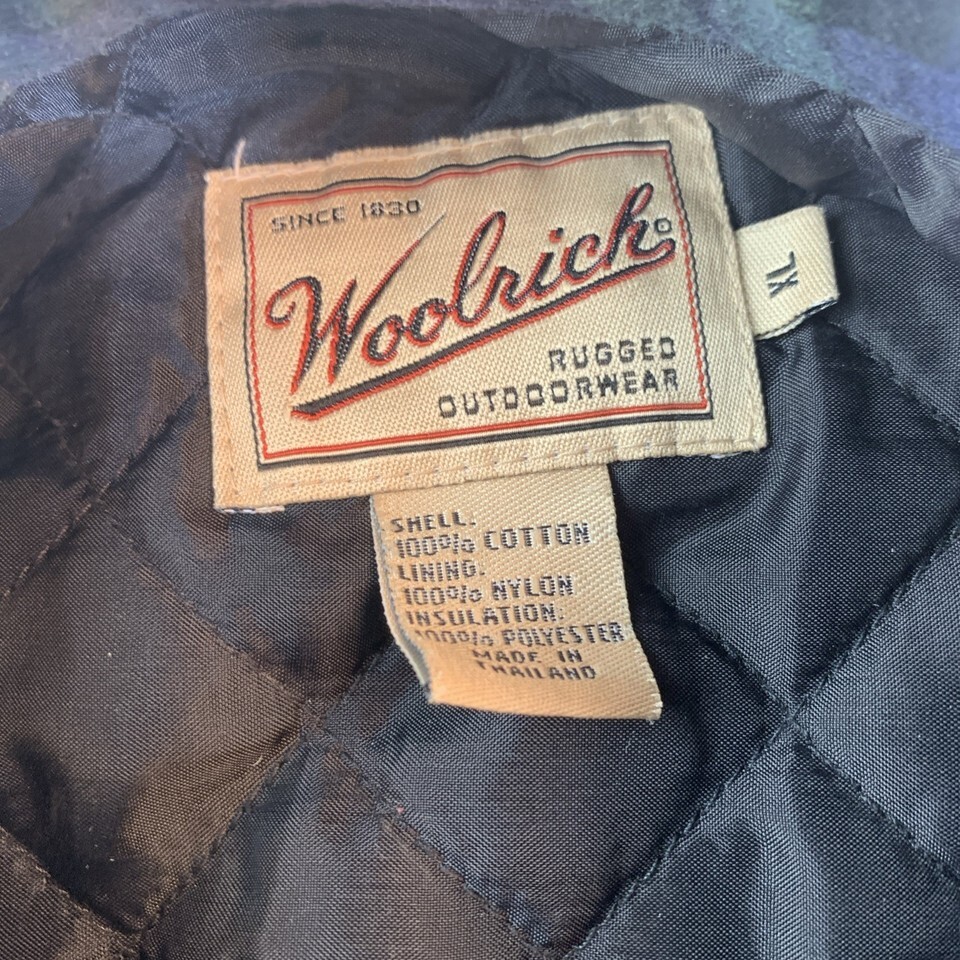 SINCE 1830
Woolrich
RUGGED
OUTDOORWEAR
XL
SHELL:
100% COTTON
LINING:
100% NYLON
INSULATION:
100% POLYESTER
MADE IN
THAILAND